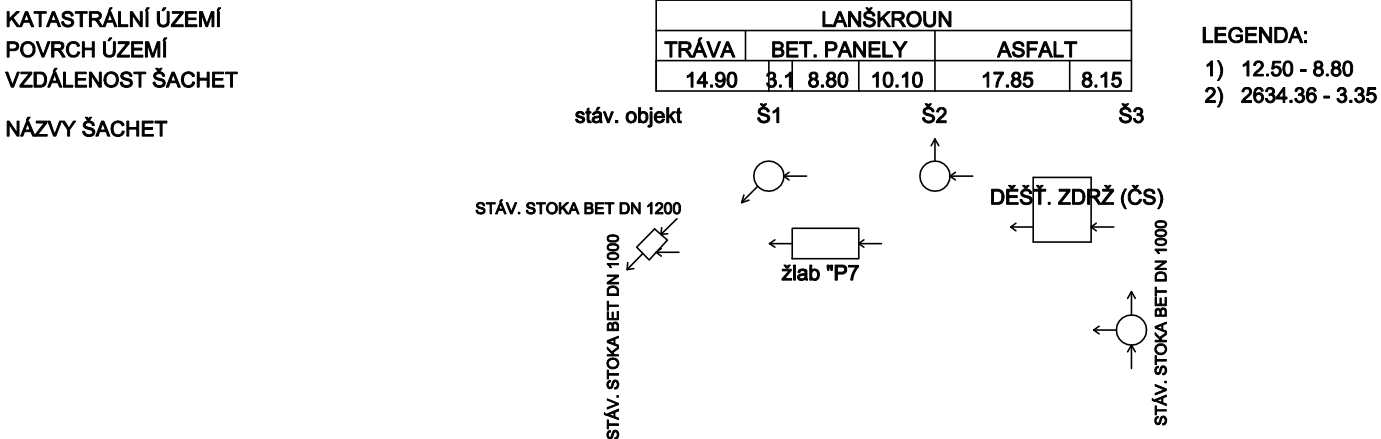 KATASTRÁLNÍ ÚZEMÍ
LANŠKROUN
POVRCH ÚZEMÍ
TRÁVA BET. PANELY ASFALT
VZDÁLENOST ŠACHET
14.90 3.1 8.80 10.10 17.85 8.15
NÁZVY ŠACHET
stáv. objekt Š1 Š2 Š3
LEGENDA:
1) 12.50 - 8.80
2) 2634.36 - 3.35
STÁV. STOKA BET DN 1200
STÁV. STOKA BET DN 1000
žlab "P7
DĚŠŤ. ZDRŽ (ČS)
STÁV. STOKA BET DN 1000